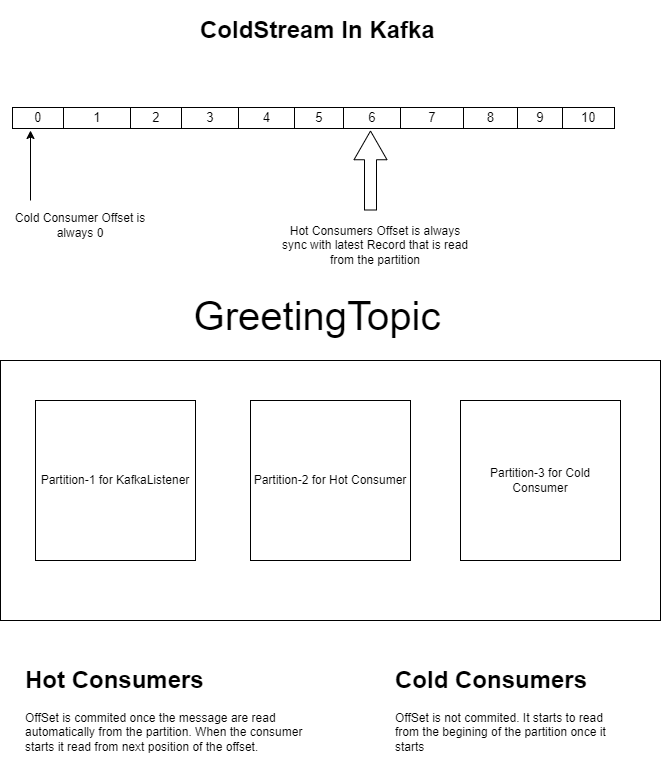 ColdStream In Kafka
0 1 2 3 4 5 6 7 8 9 10
Cold Consumer Offset is
always 0
Hot Consumers Offset is always
sync with latest Record that is read
from the partition
GreetingTopic
Partition-1 for KafkaListener
Partition-2 for Hot Consumer
Partition-3 for Cold
Consumer
Hot Consumers
OffSet is commited once the message are read
automatically from the partition. When the consumer
starts it read from next position of the offset.
Cold Consumers
OffSet is not commited. It starts to read
from the begining of the partition once it
starts